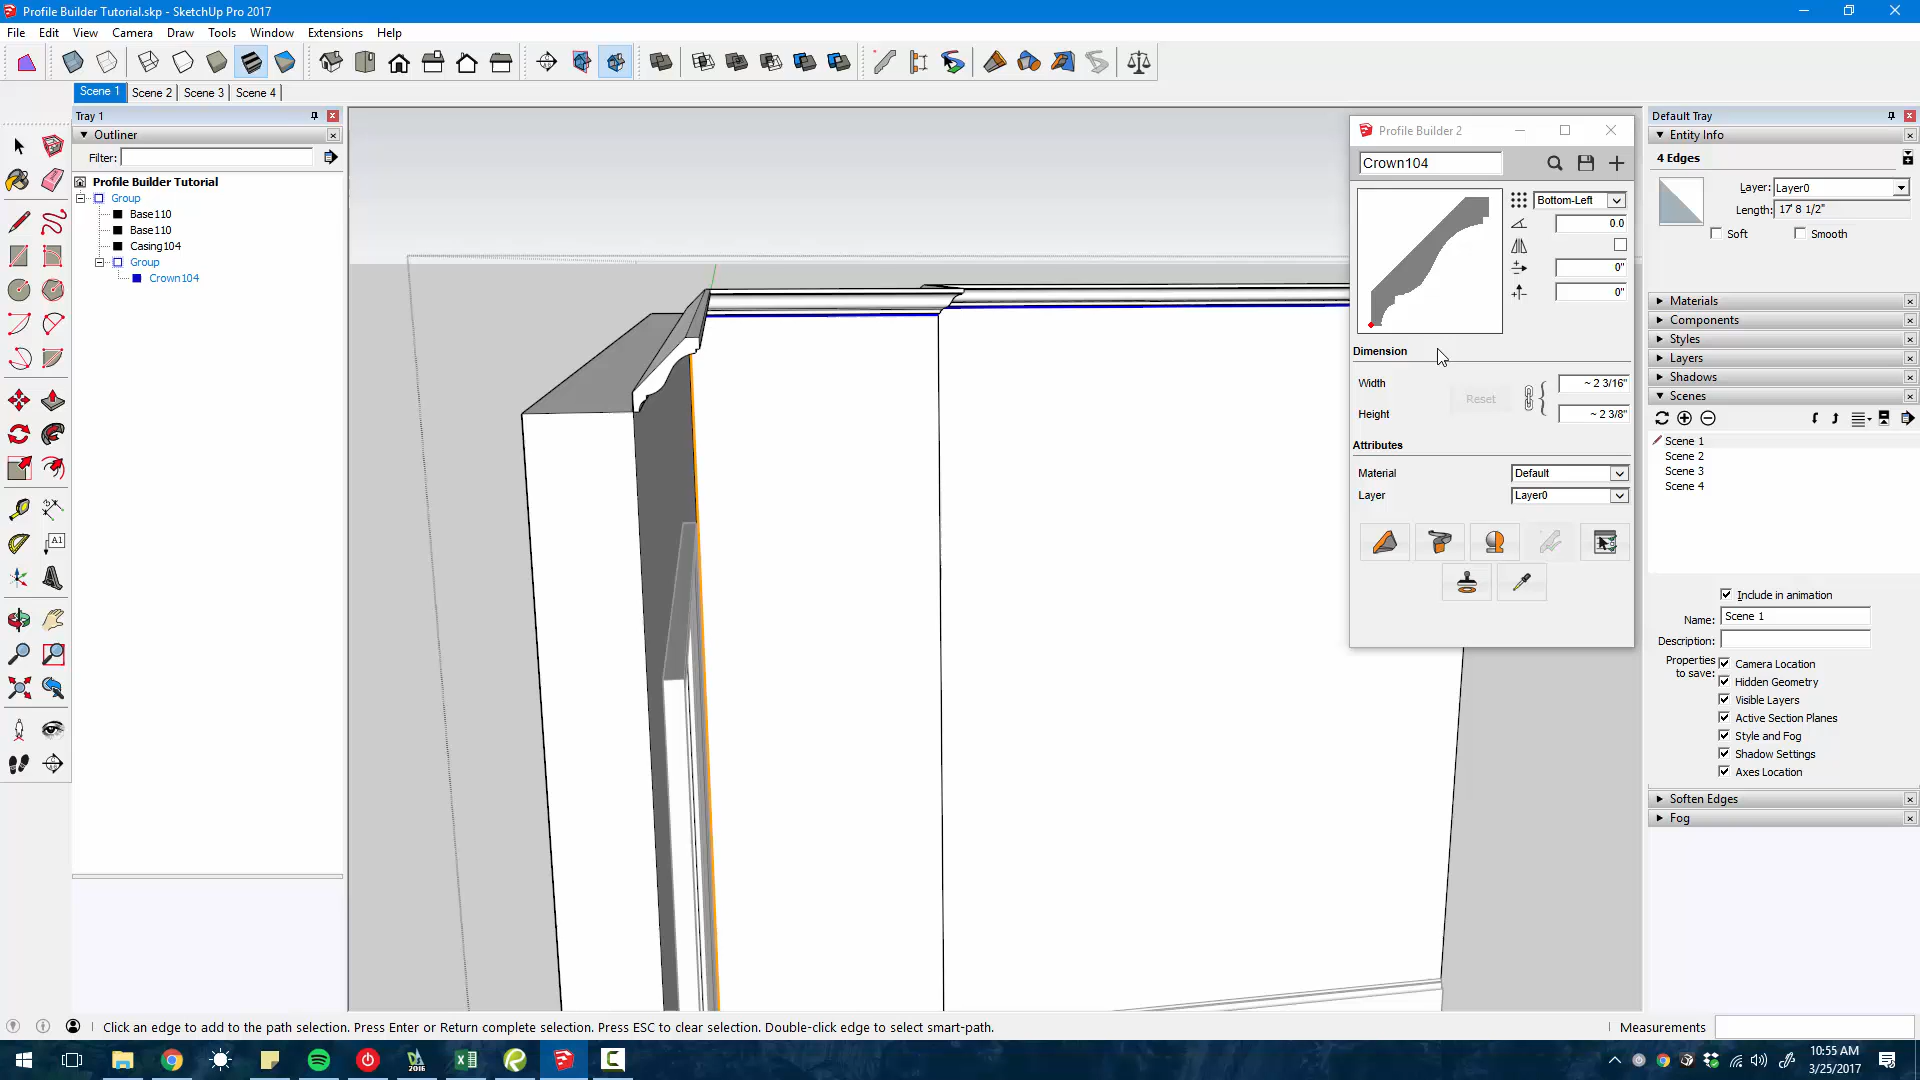 Profile Builder Tutorial.skp - SketchUp Pro 2017
File Edit View Camera Draw Tools Window Extensions Help
Scene 1 Scene 2 Scene 3 Scene 4
Tray 1
Outliner
Filter:
Profile Builder Tutorial
Group
Base110
Base110
Casing104
Group
Crown104
A1
Profile Builder 2
Crown104
Bottom-Left
0.0
0"
0"
Dimension
Width ~ 2 3/16"
Reset
Height ~ 2 3/8"
Attributes
Material Default
Layer Layer0
Default Tray
Entity Info
4 Edges
Layer: Layer0
Length: 17' 8 1/2"
Soft Smooth
Materials
Components
Styles
Layers
Shadows
Scenes
Scene 1
Scene 2
Scene 3
Scene 4
Include in animation
Name: Scene 1
Description:
Properties to save:
Camera Location
Hidden Geometry
Visible Layers
Active Section Planes
Style and Fog
Shadow Settings
Axes Location
Soften Edges
Fog
Click an edge to add to the path selection. Press Enter or Return complete selection. Press ESC to clear selection. Double-click edge to select smart-path.
Measurements
2016
10:55 AM
3/25/2017